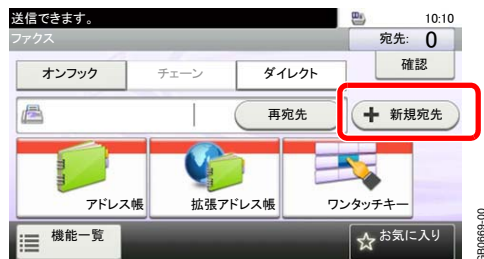 送信できます。
10:10
ファクス
宛先: 0
オンフック
チェーン
ダイレクト
確認
再宛先
+ 新規宛先
アドレス帳
拡張アドレス帳
ワンタッチキー
機能一覧
お気に入り
GB0669-00